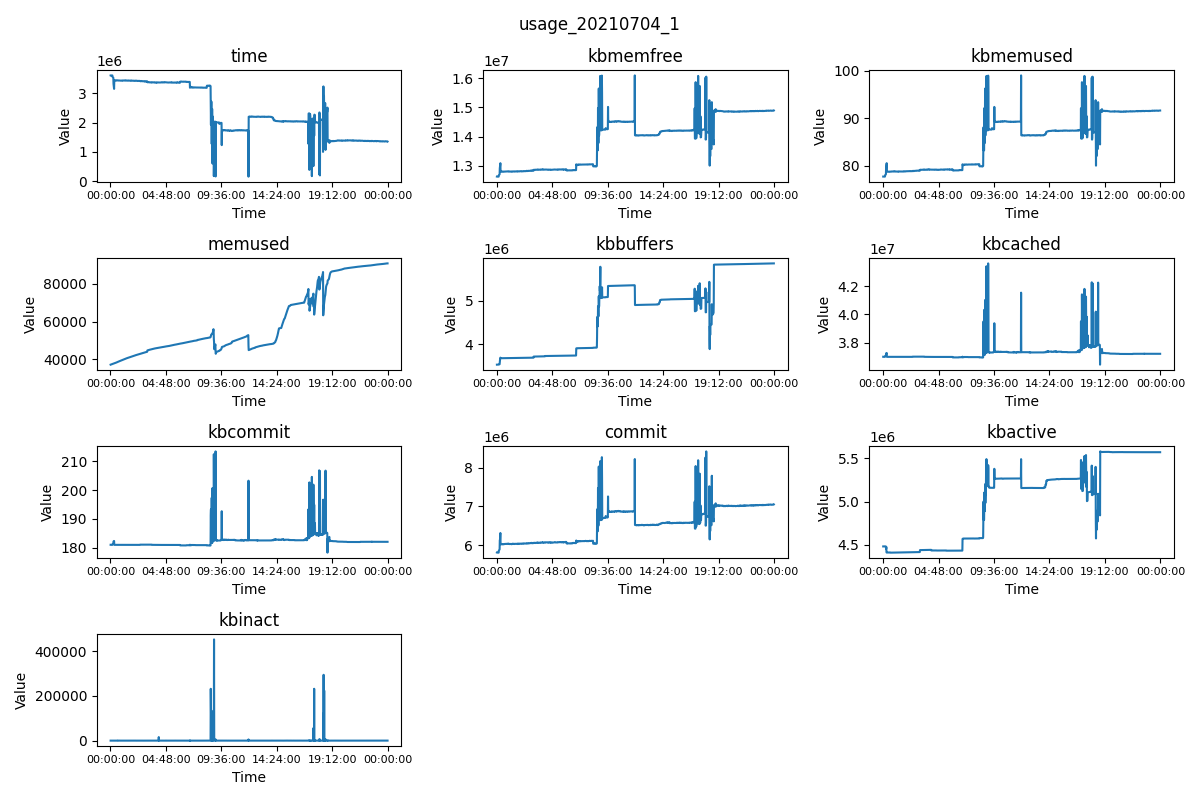 usage_20210704_1
time
1e6
Value
3
2
1
0
00:00:00 04:48:00 09:36:00 14:24:00 19:12:00 00:00:00
Time
kbmemfree
1e7
Value
1.6
1.5
1.4
1.3
00:00:00 04:48:00 09:36:00 14:24:00 19:12:00 00:00:00
Time
kbmemused
Value
100
90
80
00:00:00 04:48:00 09:36:00 14:24:00 19:12:00 00:00:00
Time
memused
Value
80000
60000
40000
00:00:00 04:48:00 09:36:00 14:24:00 19:12:00 00:00:00
Time
kbbuffers
1e6
Value
5
4
00:00:00 04:48:00 09:36:00 14:24:00 19:12:00 00:00:00
Time
kbcached
1e7
Value
4.2
4.0
3.8
00:00:00 04:48:00 09:36:00 14:24:00 19:12:00 00:00:00
Time
kbcommit
Value
210
200
190
180
00:00:00 04:48:00 09:36:00 14:24:00 19:12:00 00:00:00
Time
commit
1e6
Value
8
7
6
00:00:00 04:48:00 09:36:00 14:24:00 19:12:00 00:00:00
Time
kbactive
1e6
Value
5.5
5.0
4.5
00:00:00 04:48:00 09:36:00 14:24:00 19:12:00 00:00:00
Time
kbinact
Value
400000
200000
0
00:00:00 04:48:00 09:36:00 14:24:00 19:12:00 00:00:00
Time